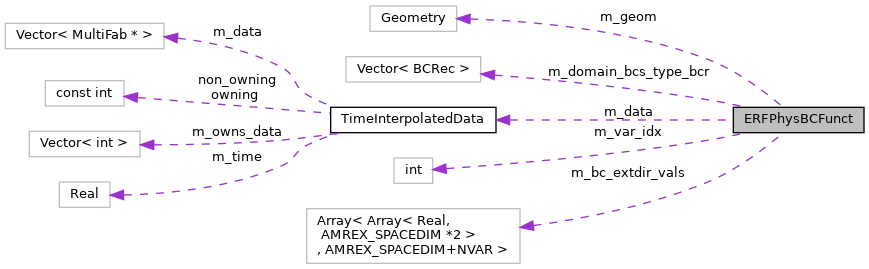 Geometry
m_geom
Vector< MultiFab * >
m_data
Vector< BCRec >
m_domain_bcs_type_bcr
const int
non_owning
owning
TimeInterpolatedData
m_data
ERFPhysBCFunct
m_var_idx
Vector< int >
m_owns_data
m_time
int
Real
m_bc_extdir_vals
Array< Array< Real,
AMREX_SPACEDIM *2 >
, AMREX_SPACEDIM+NVAR >